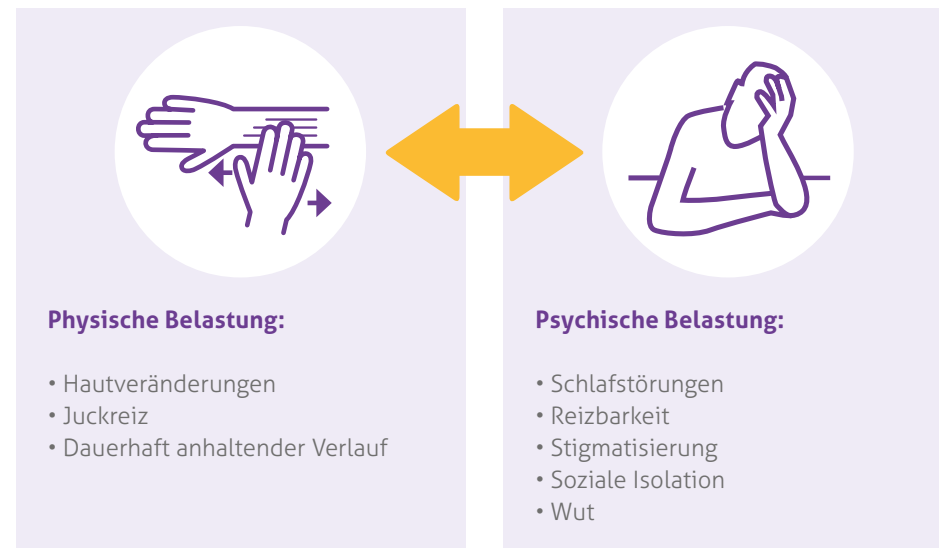 Physische Belastung:
• Hautveränderungen
• Juckreiz
• Dauerhaft anhaltender Verlauf
Psychische Belastung:
• Schlafstörungen
• Reizbarkeit
• Stigmatisierung
• Soziale Isolation
• Wut